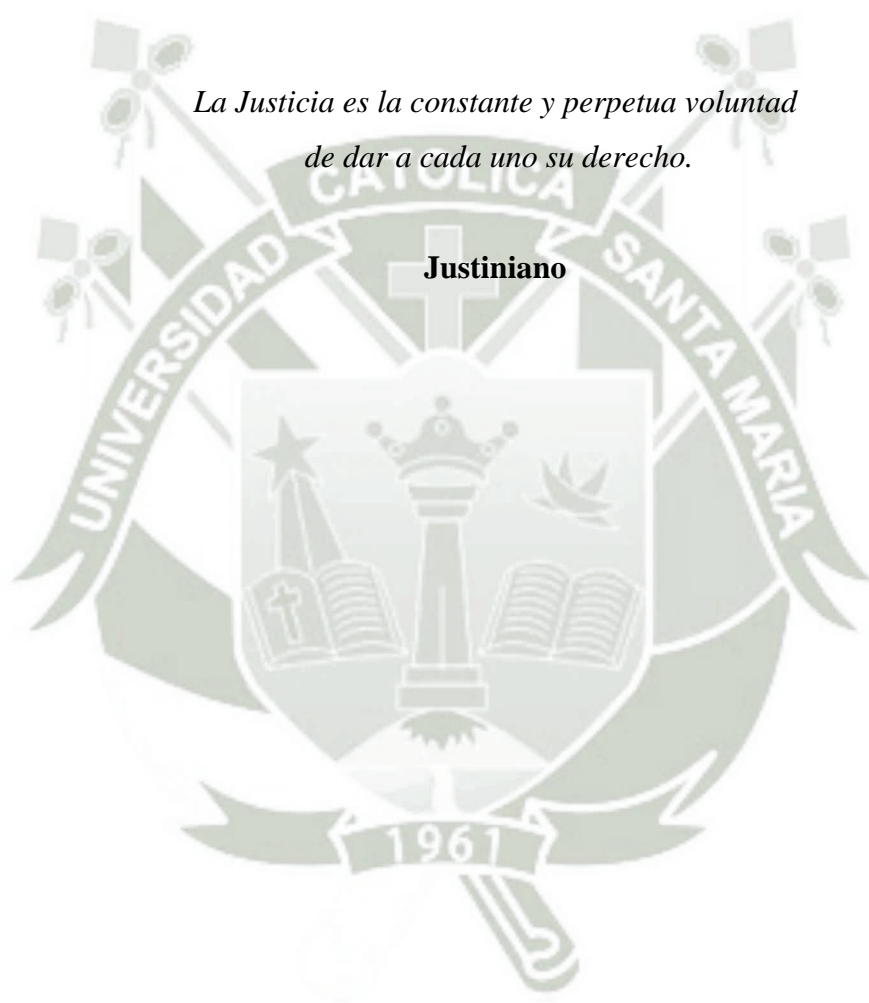 La Justicia es la constante y perpetua voluntad
de dar a cada uno su derecho.
CATOLICA
Justiniano
UNIVERSIDAD
SANTA MARIA
1961